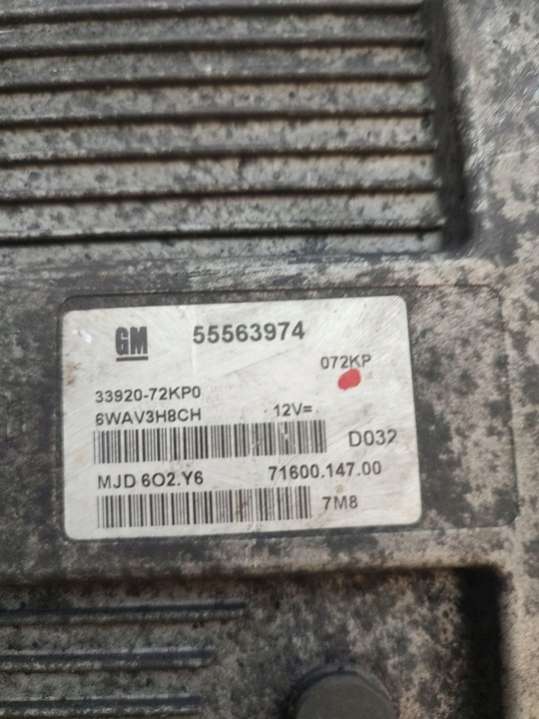 GM 55563974
072KP
33920-72KP0
6WAV3H8CH 12V=
D032
MJD 6O2.Y6 71600.147.00
7M8